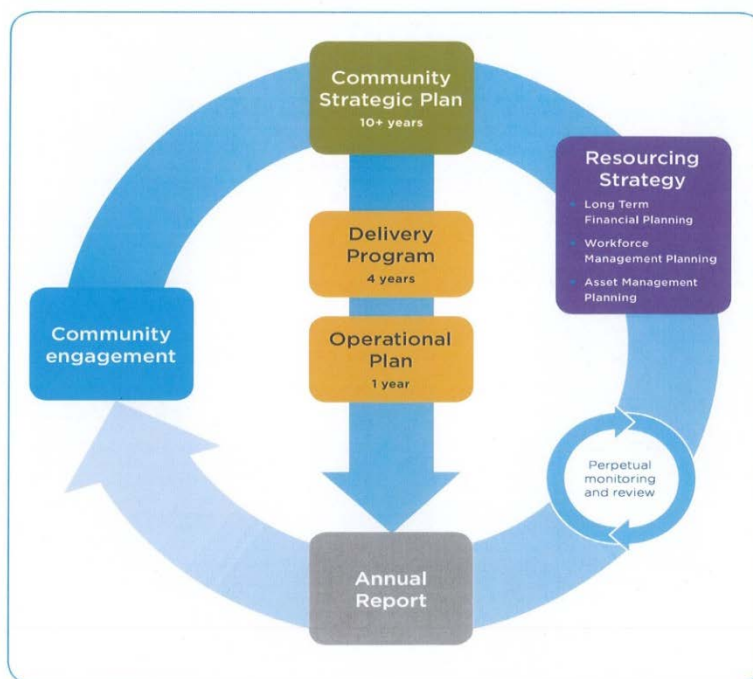 Community
Strategic Plan
10+ years
Resourcing
Strategy
Long Term
Financial Planning
Workforce
Management Planning
Asset Management
Planning
Delivery
Program
4 years
Community
engagement
Operational
Plan
1 year
Perpetual
monitoring
and review
Annual
Report